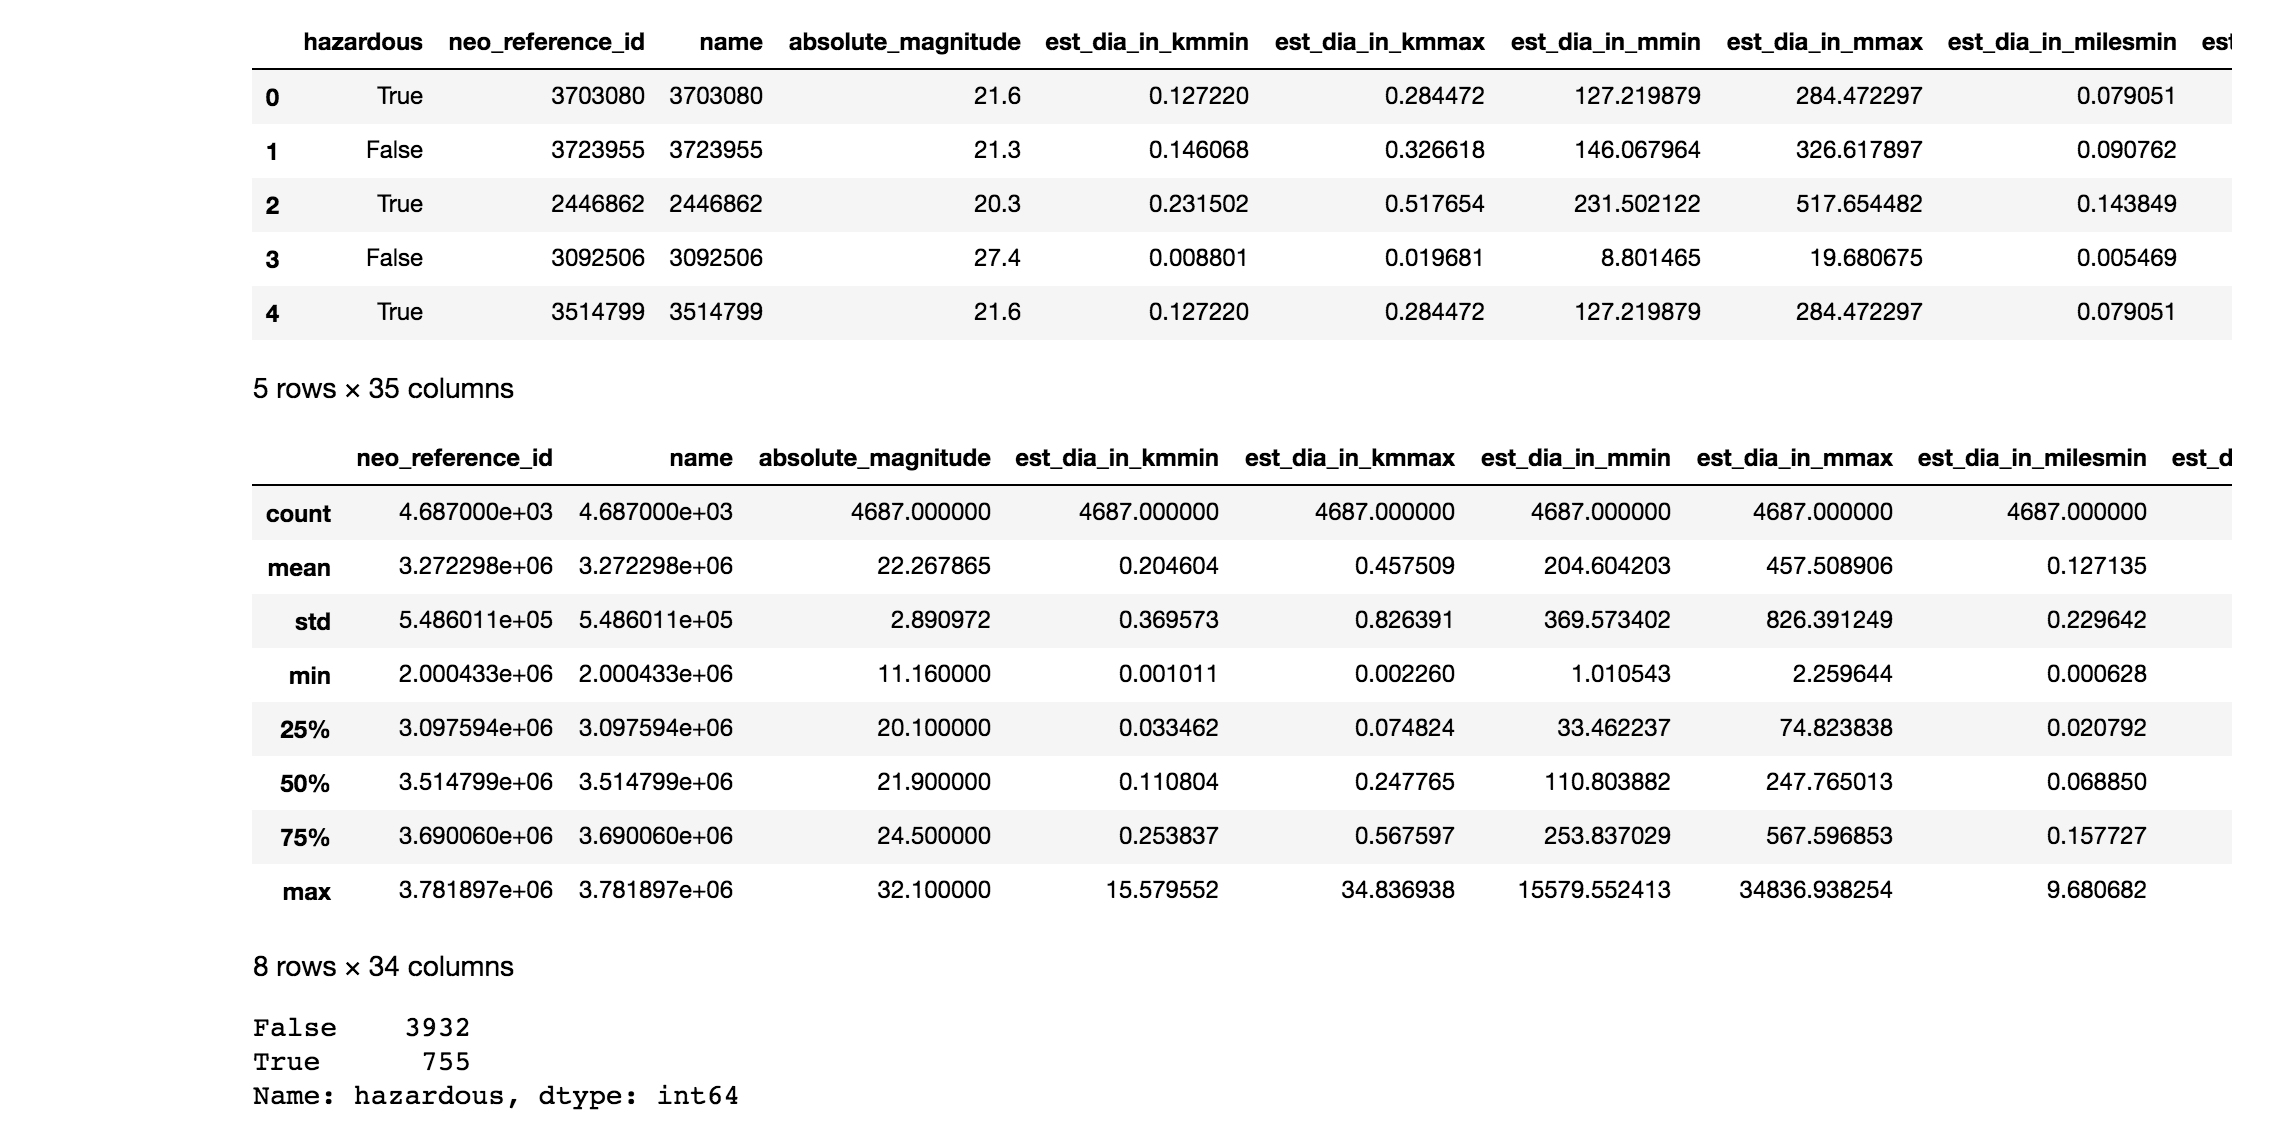 hazardous neo_reference_id name absolute_magnitude est_dia_in_kmmin est_dia_in_kmmax est_dia_in_mmin est_dia_in_mmax est_dia_in_milesmin est
0 True 3703080 3703080 21.6 0.127220 0.284472 127.219879 284.472297 0.079051
1 False 3723955 3723955 21.3 0.146068 0.326618 146.067964 326.617897 0.090762
2 True 2446862 2446862 20.3 0.231502 0.517654 231.502122 517.654482 0.143849
3 False 3092506 3092506 27.4 0.008801 0.019681 8.801465 19.680675 0.005469
4 True 3514799 3514799 21.6 0.127220 0.284472 127.219879 284.472297 0.079051
5 rows × 35 columns
neo_reference_id name absolute_magnitude est_dia_in_kmmin est_dia_in_kmmax est_dia_in_mmin est_dia_in_mmax est_dia_in_milesmin est_d
count 4.687000e+03 4.687000e+03 4687.000000 4687.000000 4687.000000 4687.000000 4687.000000 4687.000000
mean 3.272298e+06 3.272298e+06 22.267865 0.204604 0.457509 204.604203 457.508906 0.127135
std 5.486011e+05 5.486011e+05 2.890972 0.369573 0.826391 369.573402 826.391249 0.229642
min 2.000433e+06 2.000433e+06 11.160000 0.001011 0.002260 1.010543 2.259644 0.000628
25% 3.097594e+06 3.097594e+06 20.100000 0.033462 0.074824 33.462237 74.823838 0.020792
50% 3.514799e+06 3.514799e+06 21.900000 0.110804 0.247765 110.803882 247.765013 0.068850
75% 3.690060e+06 3.690060e+06 24.500000 0.253837 0.567597 253.837029 567.596853 0.157727
max 3.781897e+06 3.781897e+06 32.100000 15.579552 34.836938 15579.552413 34836.938254 9.680682
8 rows × 34 columns
False 3932
True 755
Name: hazardous, dtype: int64